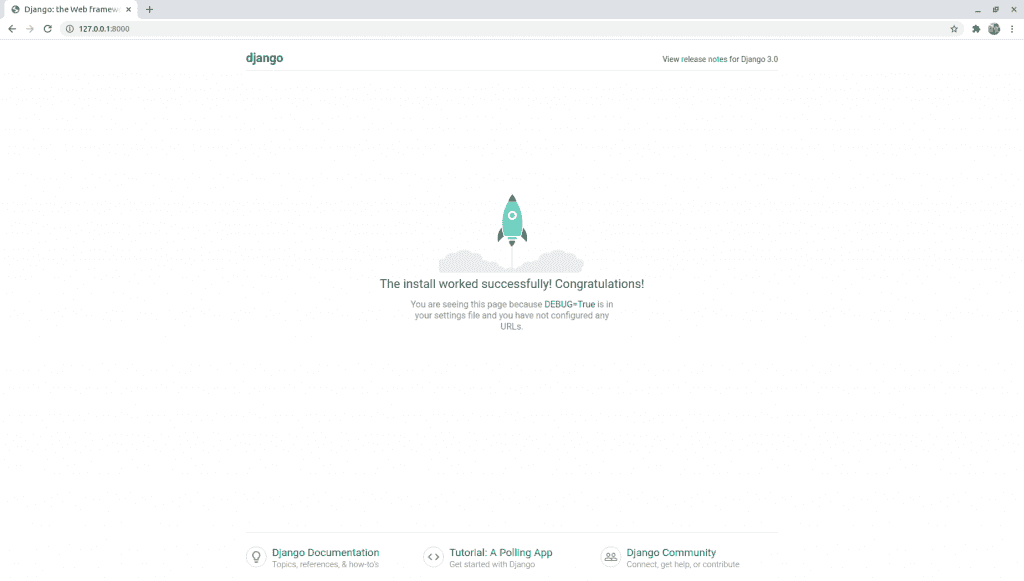 Django: the Web framew
127.0.0.1:8000
django
View release notes for Django 3.0
The install worked successfully! Congratulations!
You are seeing this page because DEBUG=True is in
your settings file and you have not configured any
URLs.
Django Documentation
Topics, references, & how-to's
Tutorial: A Polling App
Get started with Django
Django Community
Connect, get help, or contribute